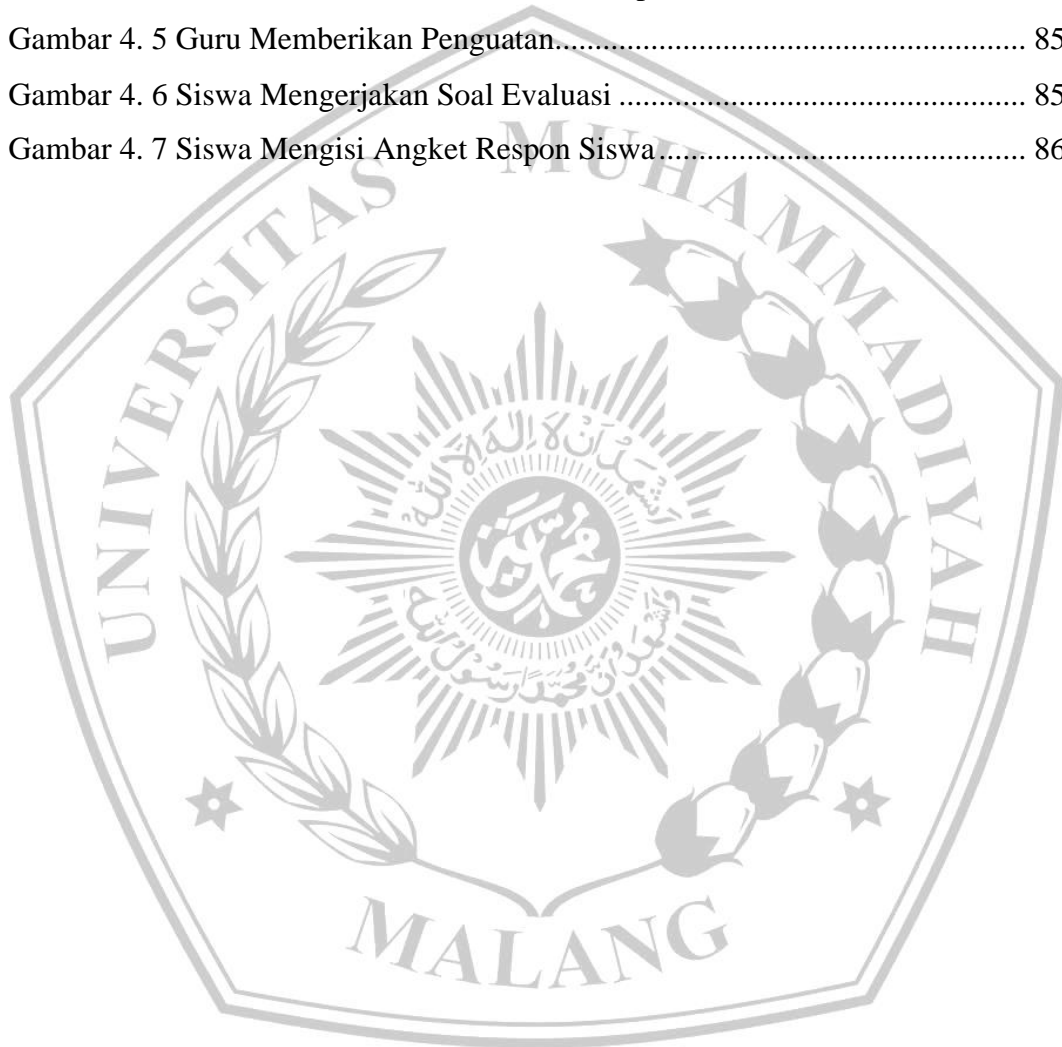 Gambar 4. 5 Guru Memberikan Penguatan............................................................. 85
Gambar 4. 6 Siswa Mengerjakan Soal Evaluasi ..................................................... 85
Gambar 4. 7 Siswa Mengisi Angket Respon Siswa................................................ 86
UNIVERSITAS MUHAMMADIYAH
MALANG